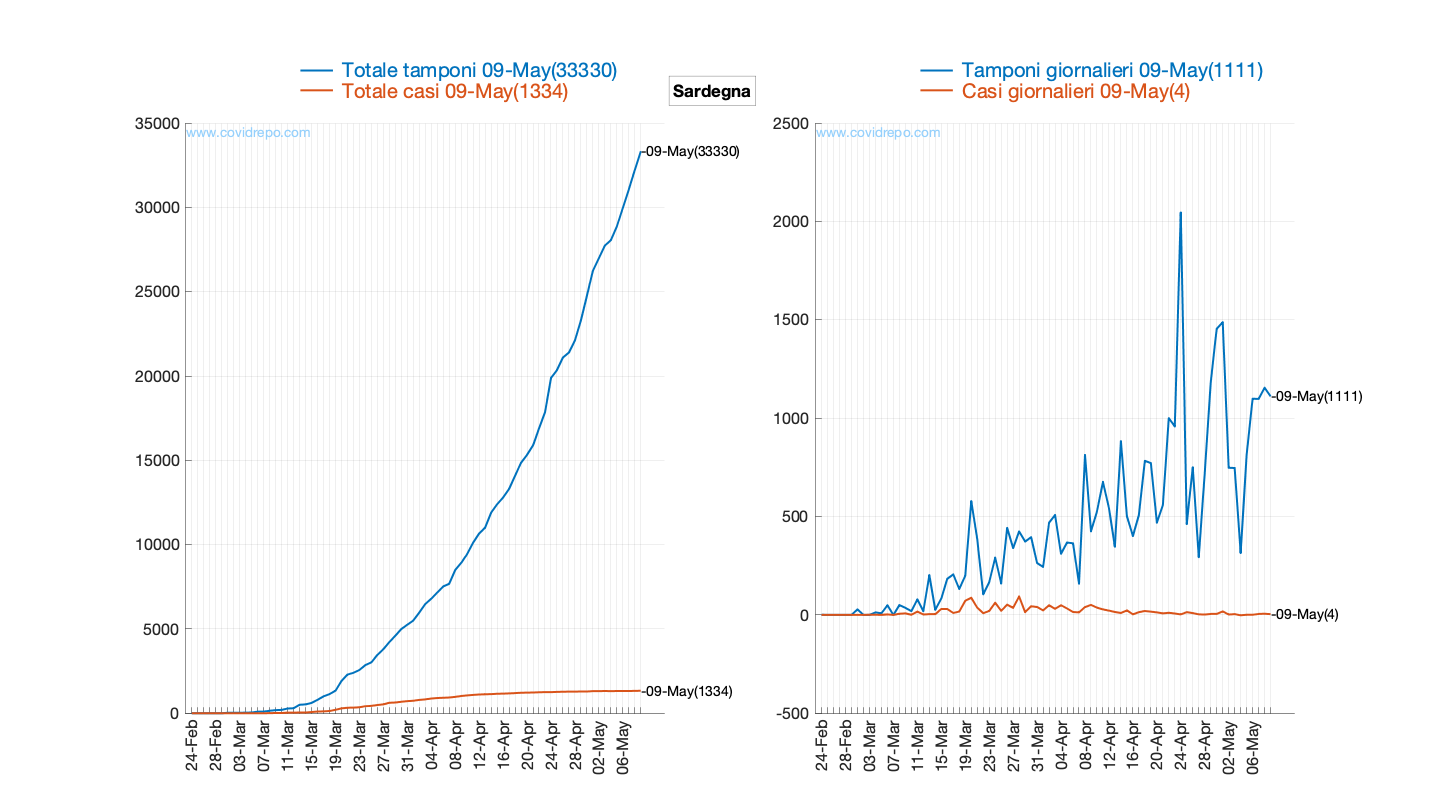 Totale tamponi 09-May(33330)
Totale casi 09-May(1334)
Sardegna
Tamponi giornalieri 09-May(1111)
Casi giornalieri 09-May(4)
www.covidrepo.com
35000
30000
25000
20000
15000
10000
5000
0
-09-May(33330)
-09-May(1334)
24-Feb
28-Feb
03-Mar
07-Mar
11-Mar
15-Mar
19-Mar
23-Mar
27-Mar
31-Mar
04-Apr
08-Apr
12-Apr
16-Apr
20-Apr
24-Apr
28-Apr
02-May
06-May
www.covidrepo.com
2500
2000
1500
1000
500
0
-500
-09-May(1111)
-09-May(4)
24-Feb
28-Feb
03-Mar
07-Mar
11-Mar
15-Mar
19-Mar
23-Mar
27-Mar
31-Mar
04-Apr
08-Apr
12-Apr
16-Apr
20-Apr
24-Apr
28-Apr
02-May
06-May